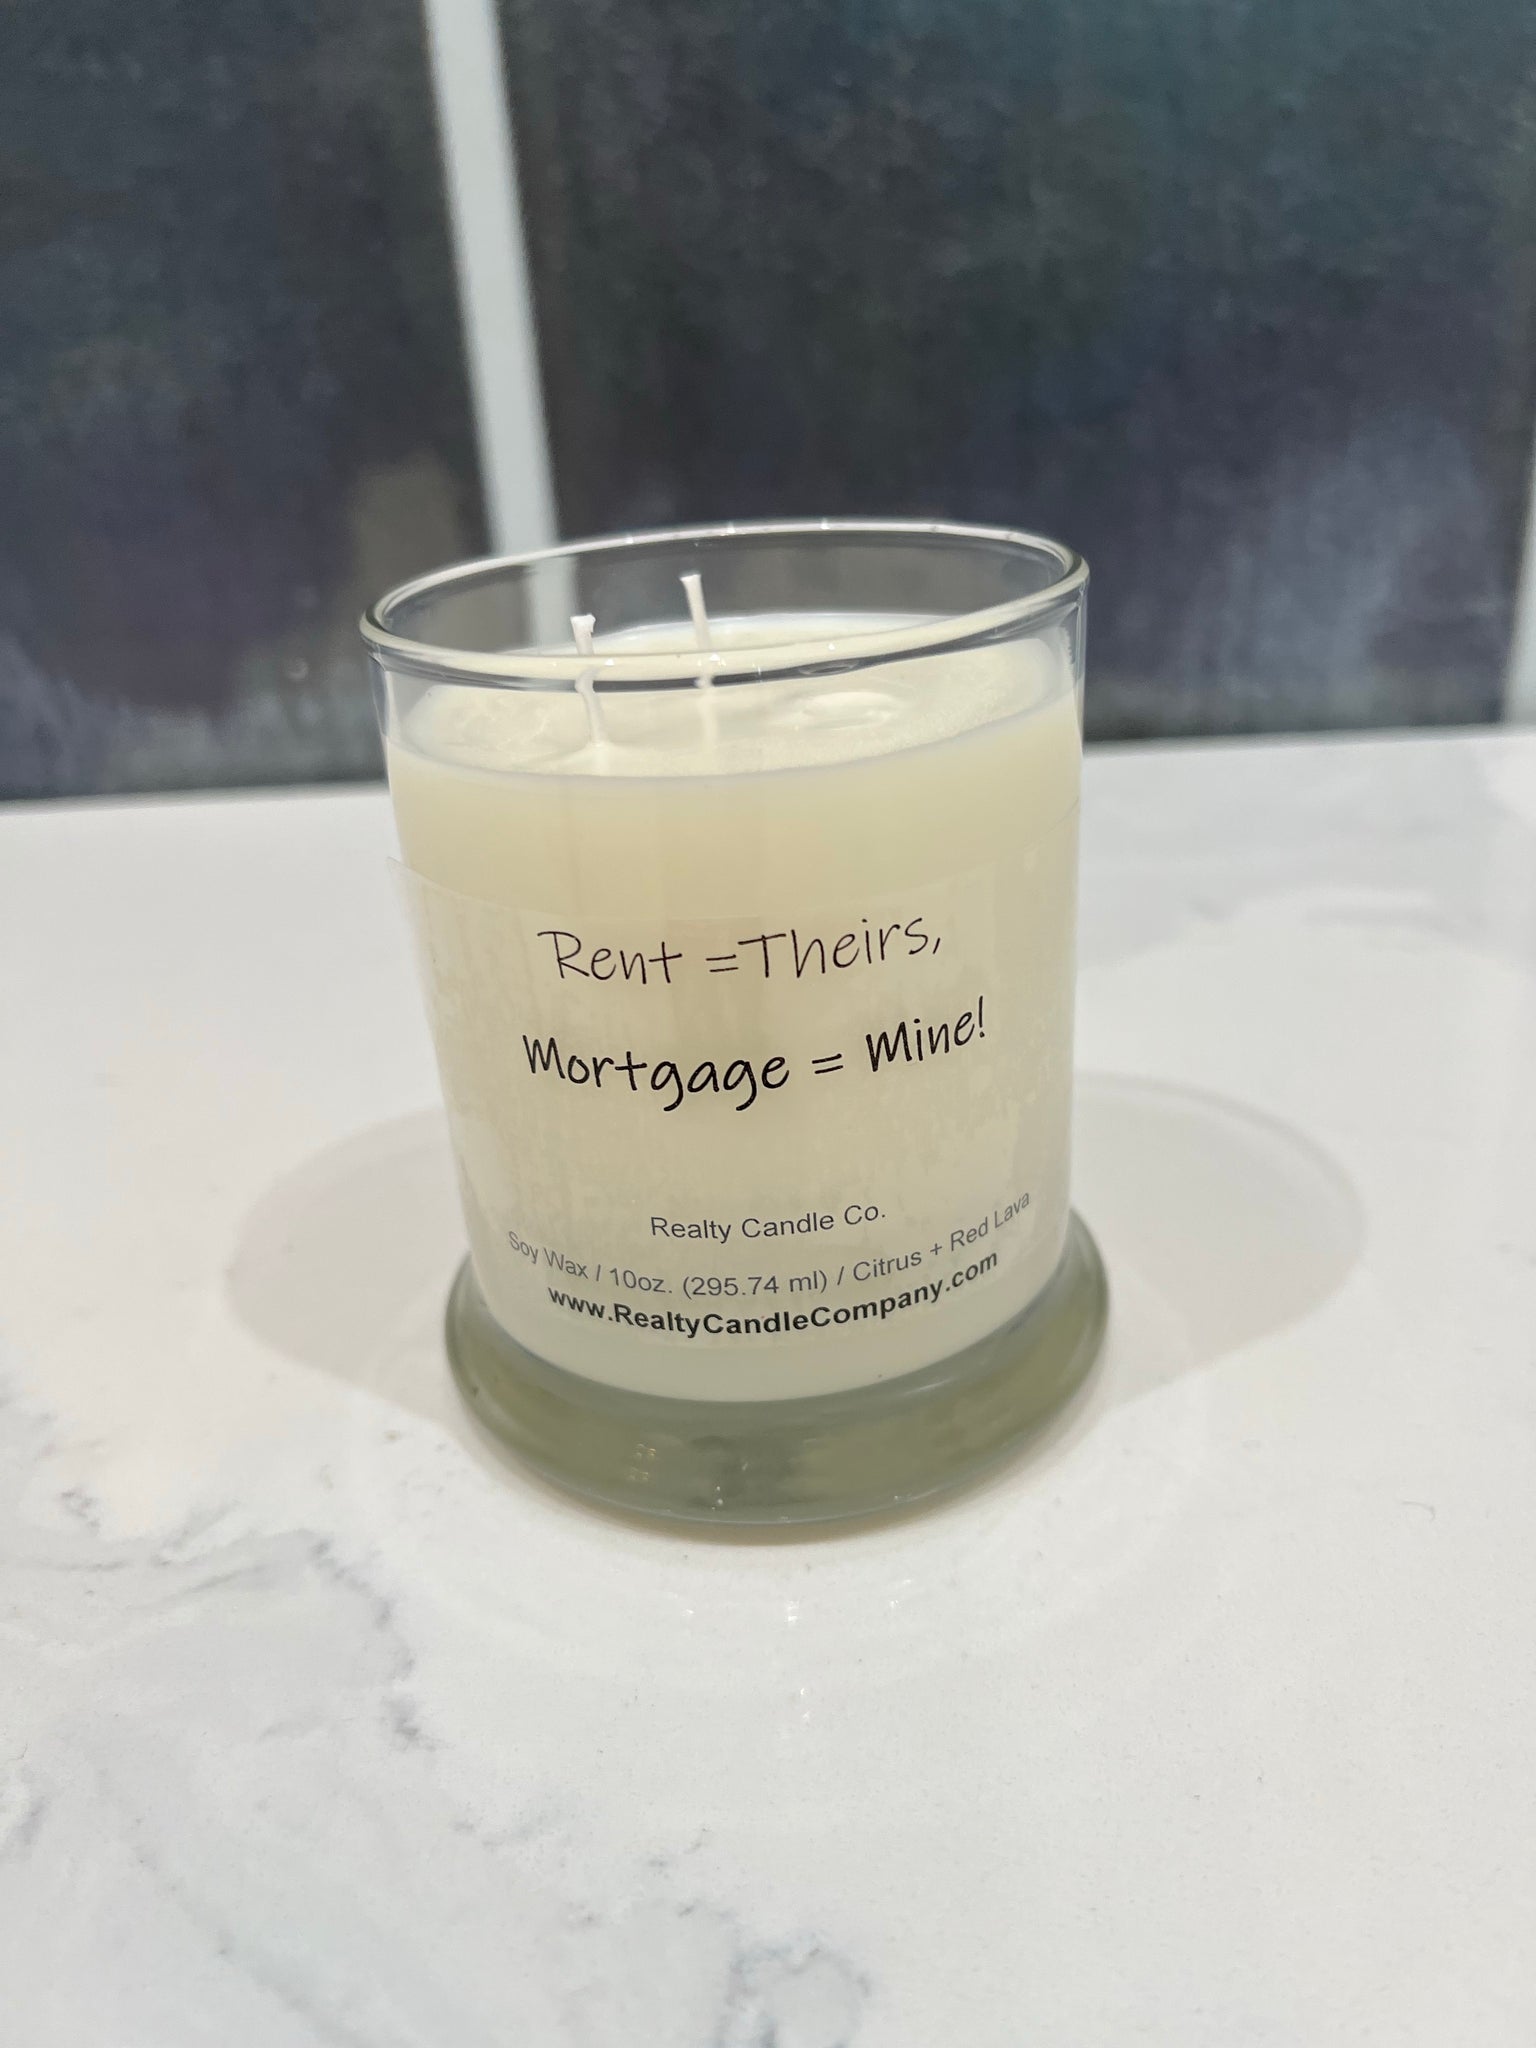 Rent =Theirs,
Mortgage = Mine!
Realty Candle Co.
Soy Wax / 10oz. (295.74 ml) / Citrus + Red Lava
www.RealtyCandleCompany.com